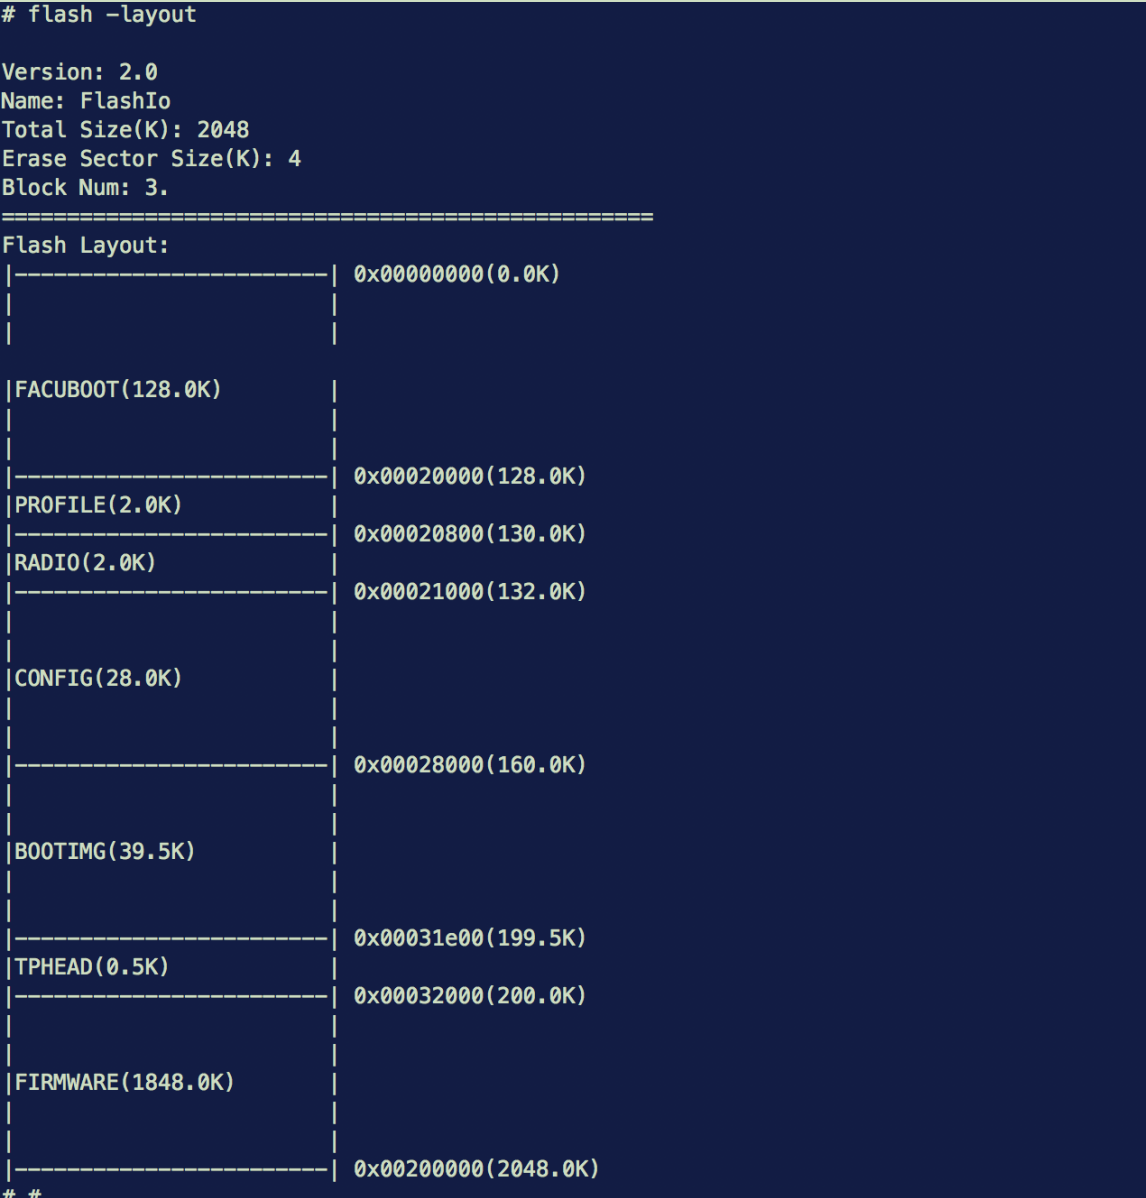 # flash -layout
Version: 2.0
Name: FlashIo
Total Size(K): 2048
Erase Sector Size(K): 4
Block Num: 3.
==================================================
Flash Layout:
|------------------------| 0x00000000(0.0K)
|                        |
|                        |
|FACUBOOT(128.0K)        |
|                        |
|                        |
|------------------------| 0x00020000(128.0K)
|PROFILE(2.0K)           |
|------------------------| 0x00020800(130.0K)
|RADIO(2.0K)             |
|------------------------| 0x00021000(132.0K)
|                        |
|                        |
|CONFIG(28.0K)           |
|                        |
|                        |
|------------------------| 0x00028000(160.0K)
|                        |
|                        |
|BOOTIMG(39.5K)          |
|                        |
|                        |
|------------------------| 0x00031e00(199.5K)
|TPHEAD(0.5K)            |
|------------------------| 0x00032000(200.0K)
|                        |
|                        |
|FIRMWARE(1848.0K)       |
|                        |
|                        |
|------------------------| 0x00200000(2048.0K)
# #